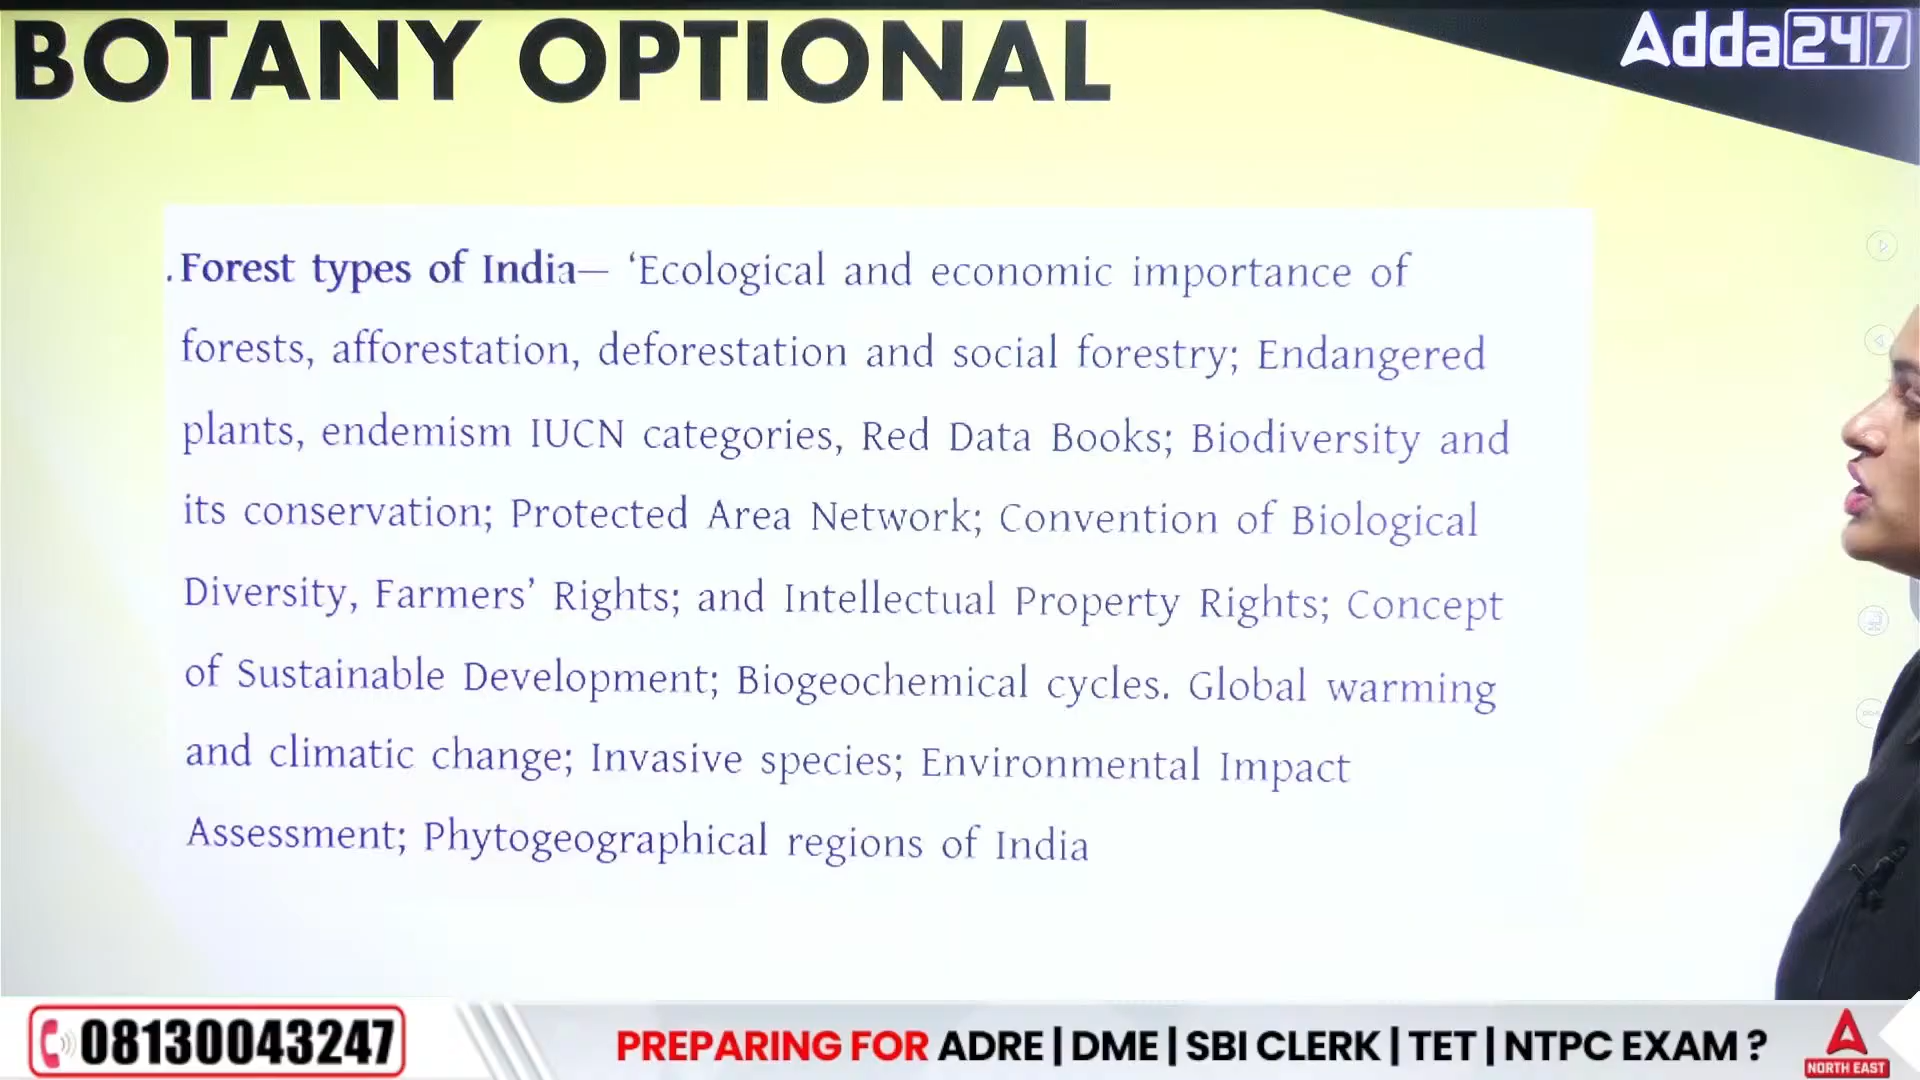 BOTANY OPTIONAL
Adda247
. Forest types of India— ‘Ecological and economic importance of
forests, afforestation, deforestation and social forestry; Endangered
plants, endemism IUCN categories, Red Data Books; Biodiversity and
its conservation; Protected Area Network; Convention of Biological
Diversity, Farmers’ Rights; and Intellectual Property Rights; Concept
of Sustainable Development; Biogeochemical cycles. Global warming
and climatic change; Invasive species; Environmental Impact
Assessment; Phytogeographical regions of India
08130043247
PREPARING FOR ADRE | DME | SBI CLERK | TET | NTPC EXAM ?
NORTH EAST